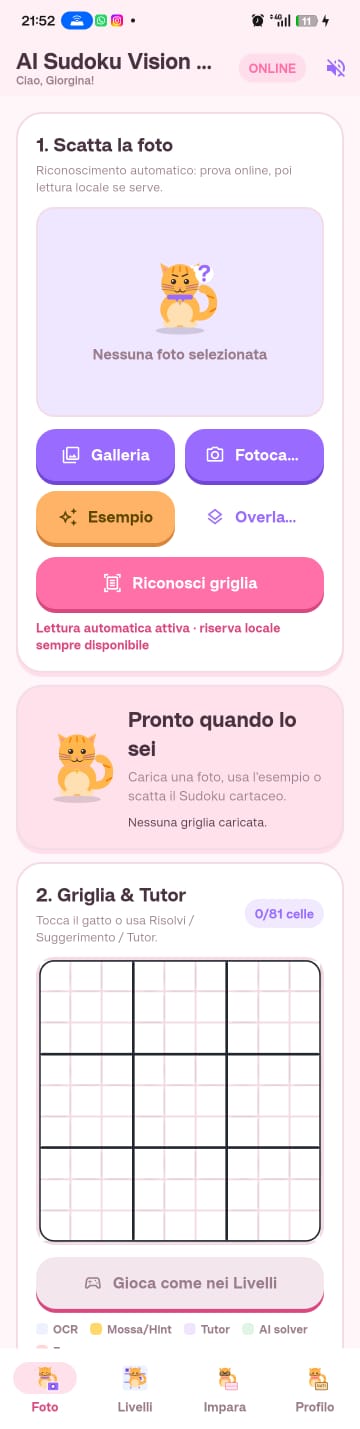 21:52
4G
11
AI Sudoku Vision ...
Ciao, Giorgina!
ONLINE
1. Scatta la foto
Riconoscimento automatico: prova online, poi
lettura locale se serve.
?
Nessuna foto selezionata
Galleria
Fotoca...
Esempio
Overla...
Riconosci griglia
Lettura automatica attiva · riserva locale
sempre disponibile
Pronto quando lo
sei
Carica una foto, usa l'esempio o
scatta il Sudoku cartaceo.
Nessuna griglia caricata.
2. Griglia & Tutor
Tocca il gatto o usa Risolvi /
Suggerimento / Tutor.
0/81 celle
Gioca come nei Livelli
OCR
Mossa/Hint
Tutor
AI solver
Foto
Livelli
Impara
Profilo